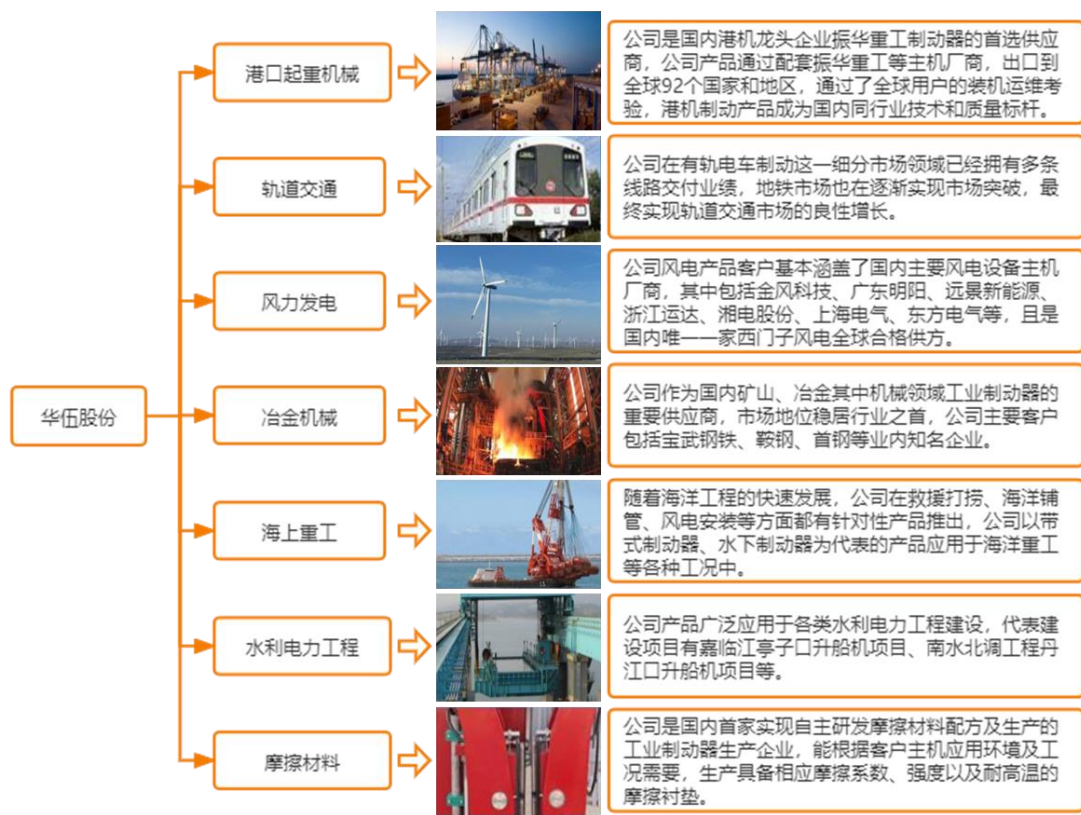 华伍股份
港口起重机械
公司是国内港机龙头企业振华重工制动器的首选供应
商，公司产品通过配套振华重工等主机厂商，出口到
全球92个国家和地区，通过了全球用户的装机运维考
验，港机制动产品成为国内同行业技术和质量标杆。
轨道交通
公司在有轨电车制动这一细分市场领域已经拥有多条
线路交付业绩，地铁市场也在逐渐实现市场突破，最
终实现轨道交通市场的良性增长。
风力发电
公司风电产品客户基本涵盖了国内主要风电设备主机
厂商，其中包括金风科技、广东明阳、远景新能源、
浙江运达、湘电股份、上海电气、东方电气等，且是
国内唯一一家西门子风电全球合格供方。
冶金机械
公司作为国内矿山、冶金其中机械领域工业制动器的
重要供应商，市场地位稳居行业之首，公司主要客户
包括宝武钢铁、鞍钢、首钢等业内知名企业。
海上重工
随着海洋工程的快速发展，公司在救援打捞、海洋铺
管、风电安装等方面都有针对性产品推出，公司以带
式制动器、水下制动器为代表的产品应用于海洋重工
等各种工况中。
水利电力工程
公司产品广泛应用于各类水利电力工程建设，代表建
设项目有嘉临江亭子口升船机项目、南水北调工程丹
江口升船机项目等。
摩擦材料
公司是国内首家实现自主研发摩擦材料配方及生产的
工业制动器生产企业，能根据客户主机应用环境及工
况需要，生产具备相应摩擦系数、强度以及耐高温的
摩擦衬垫。